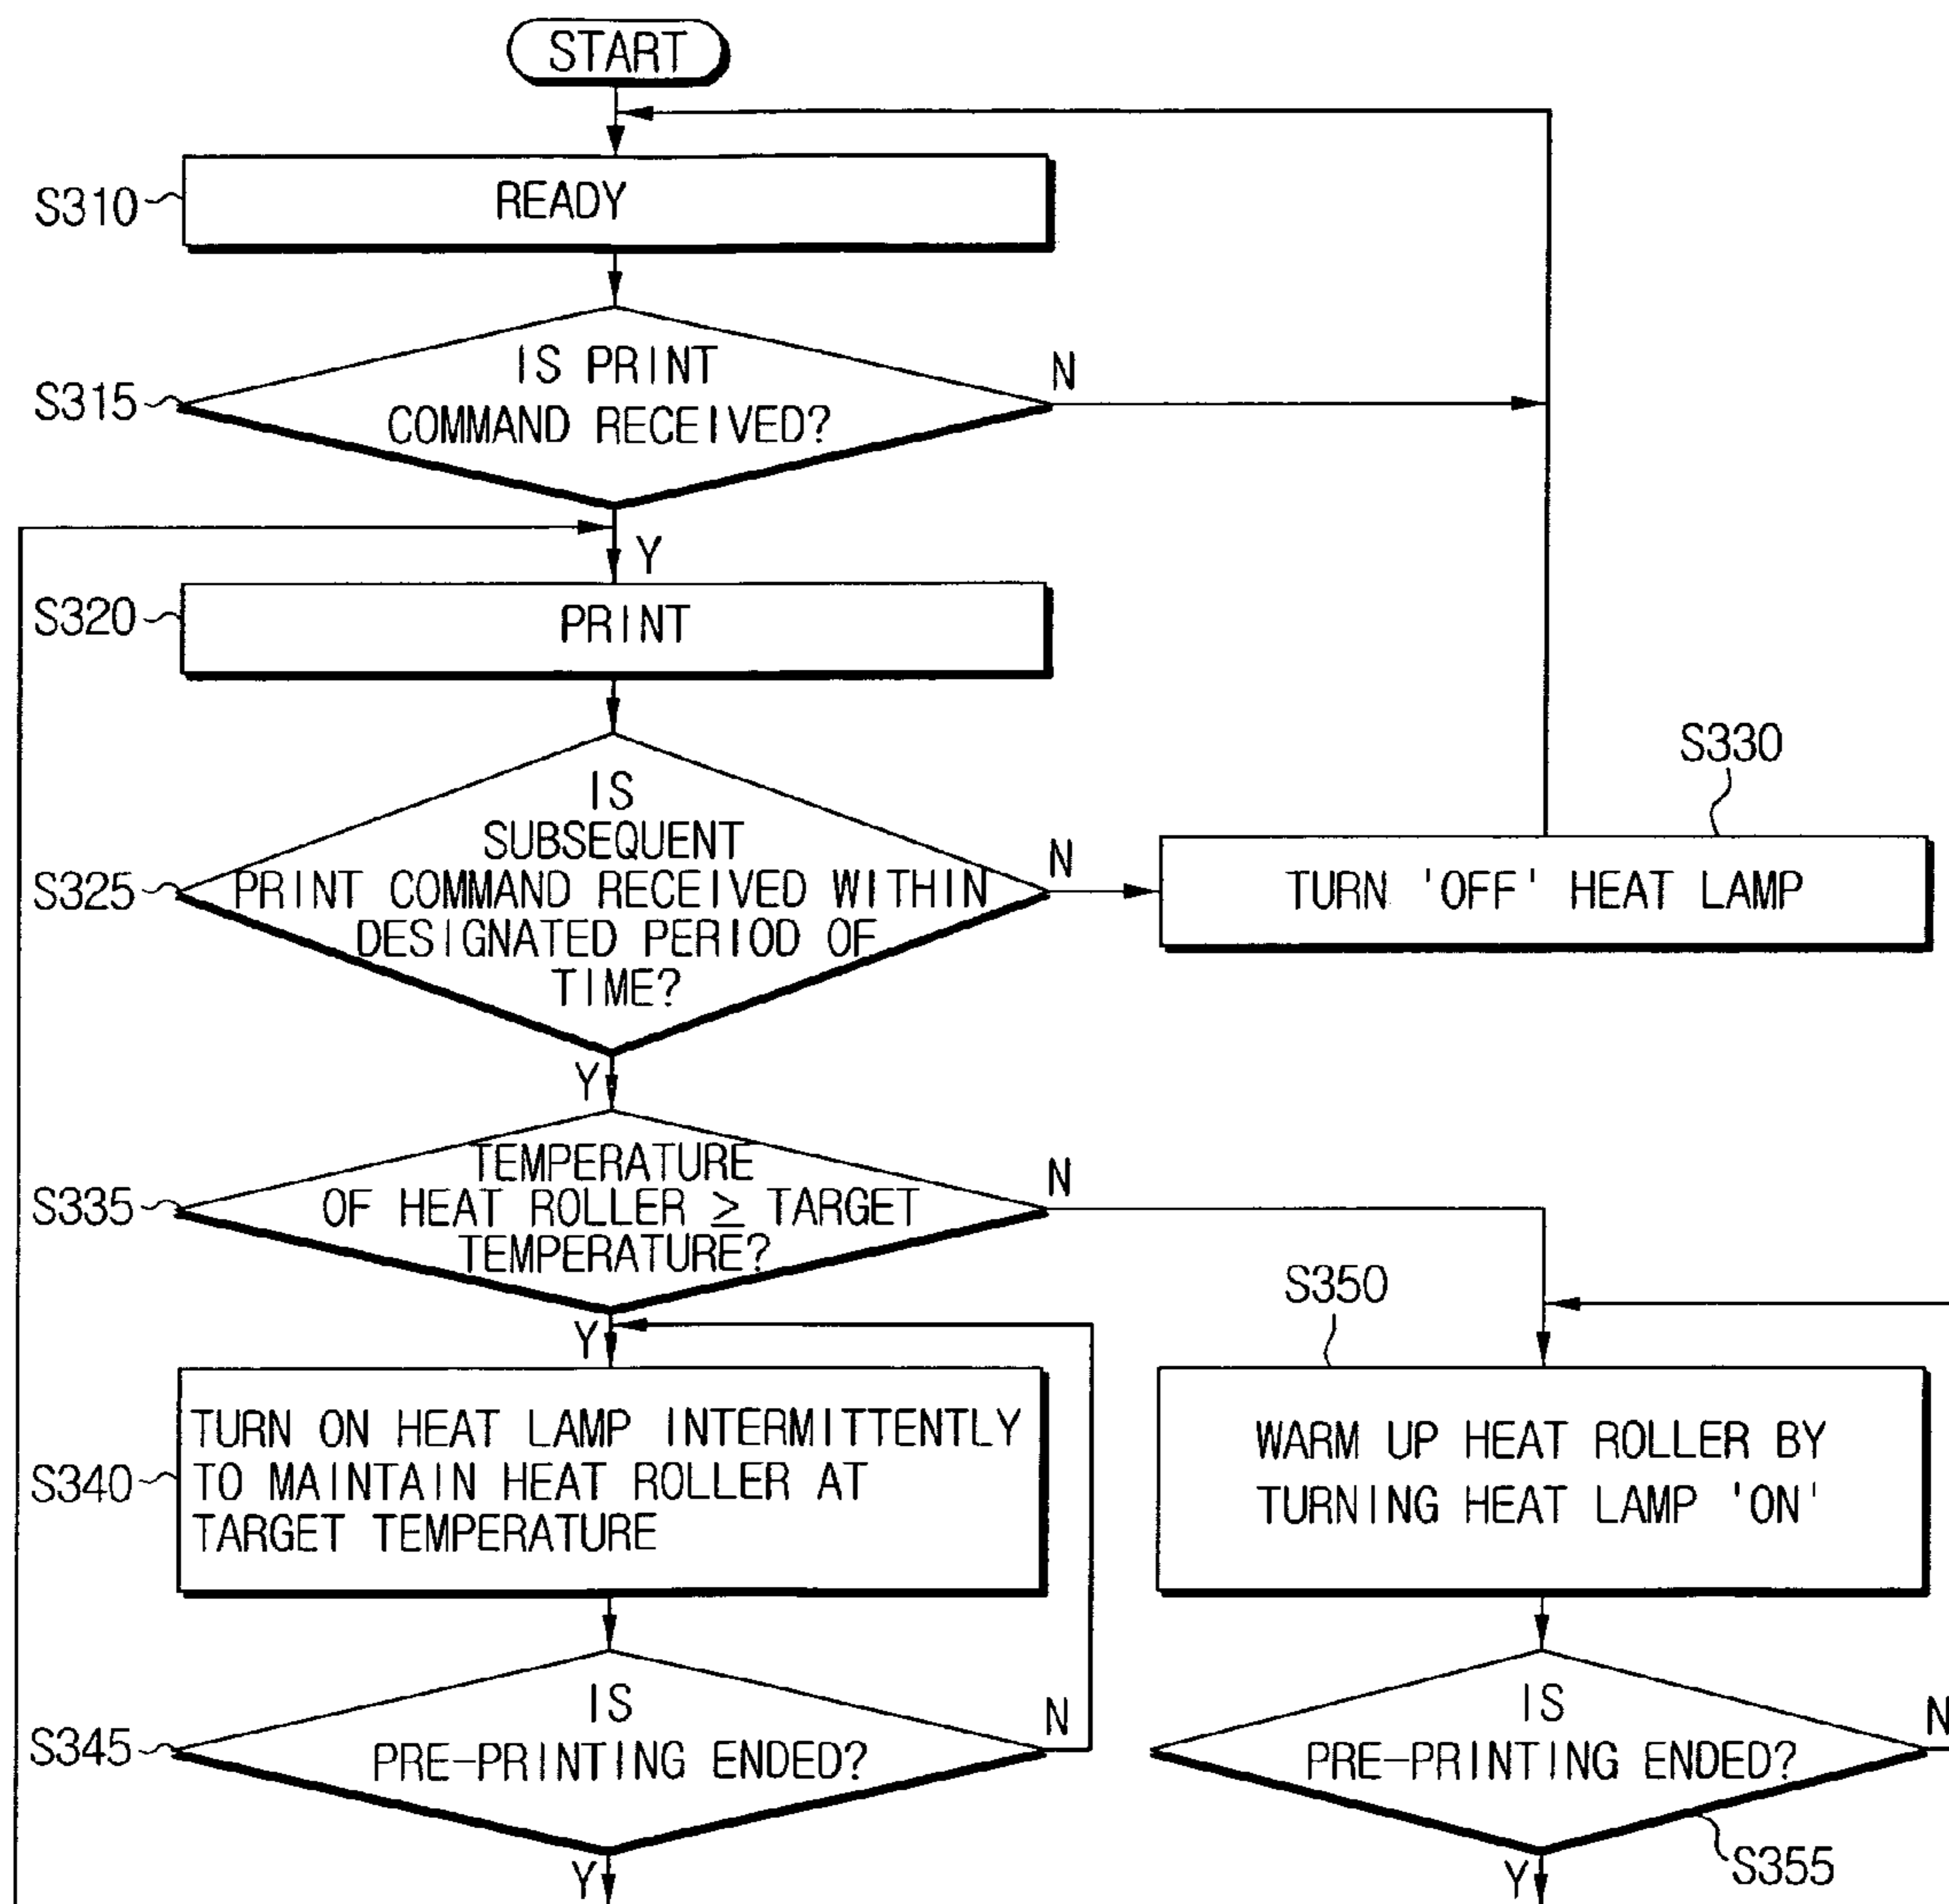 START
S310
READY
S315
IS PRINT
COMMAND RECEIVED?
N
Y
S320
PRINT
S325
IS
SUBSEQUENT
PRINT COMMAND RECEIVED WITHIN
DESIGNATED PERIOD OF
TIME?
N
S330
TURN 'OFF' HEAT LAMP
Y
S335
TEMPERATURE
OF HEAT ROLLER ≥ TARGET
TEMPERATURE?
N
Y
S340
TURN ON HEAT LAMP INTERMITTENTLY
TO MAINTAIN HEAT ROLLER AT
TARGET TEMPERATURE
S350
WARM UP HEAT ROLLER BY
TURNING HEAT LAMP 'ON'
S345
IS
PRE-PRINTING ENDED?
N
Y
IS
PRE-PRINTING ENDED?
N
S355
Y